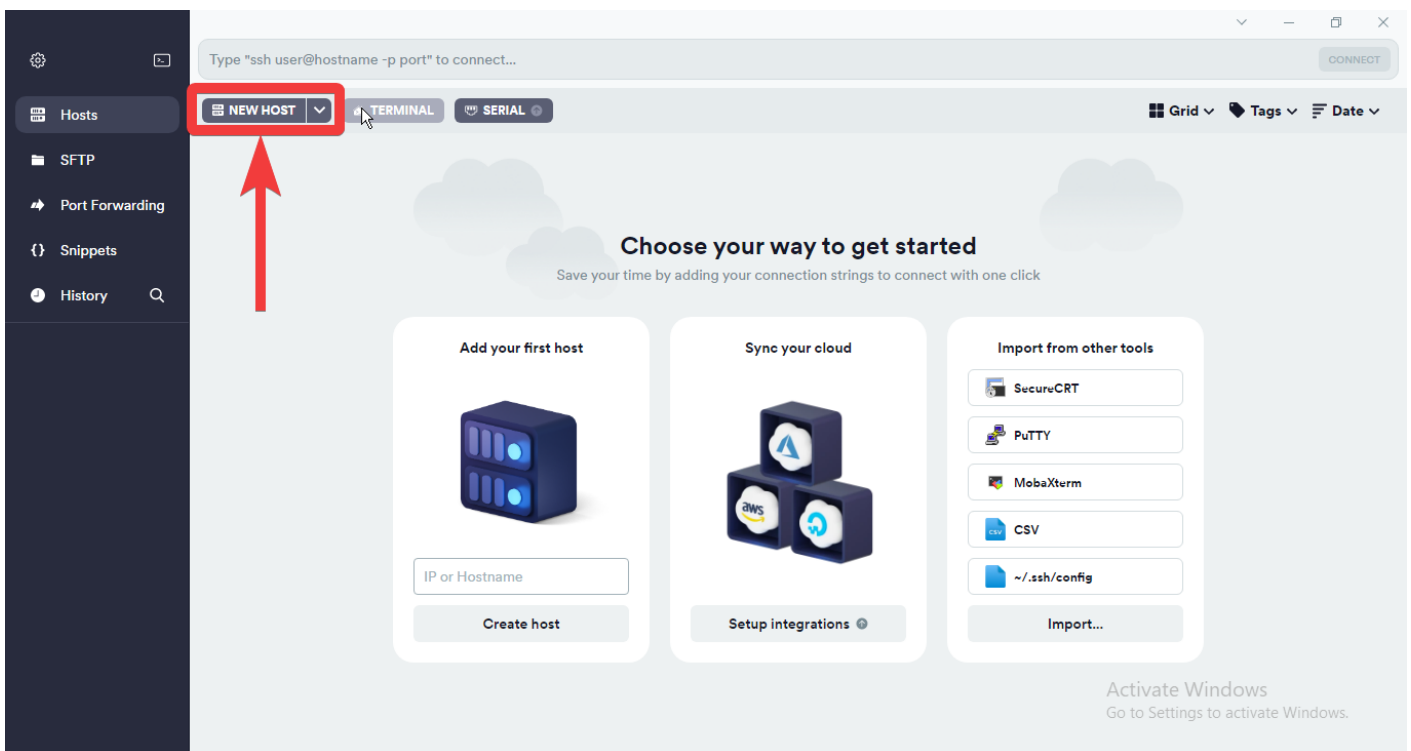 Type "ssh user@hostname -p port" to connect...
CONNECT
Hosts
NEW HOST
TERMINAL
SERIAL
Grid
Tags
Date
SFTP
Port Forwarding
{} Snippets
History
Choose your way to get started
Save your time by adding your connection strings to connect with one click
Add your first host
IP or Hostname
Create host
Sync your cloud
aws
Setup integrations
Import from other tools
SecureCRT
PuTTY
MobaXterm
CSV
CSV
~/.ssh/config
Import...
Activate Windows
Go to Settings to activate Windows.